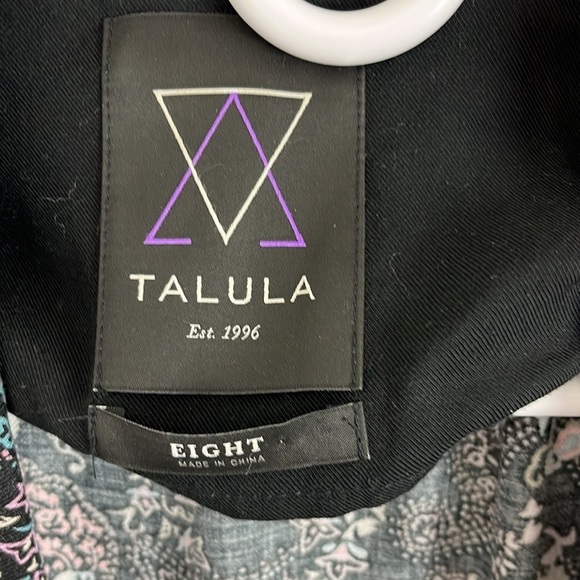 TALULA
Est. 1996
EIGHT
MADE IN CHINA